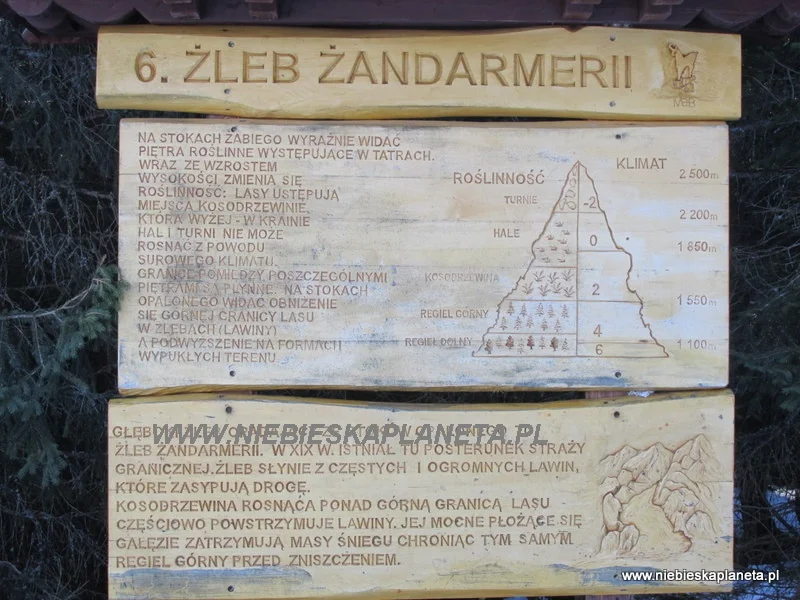 6. ŻLEB ŻANDARMERII
NA STOKACH ŻABIEGO WYRAŹNIE WIDAĆ
PIĘTRA ROŚLINNE WYSTĘPUJĄCE W TATRACH.
WRAZ ZE WZROSTEM
WYSOKOŚCI ZMIENIA SIĘ
ROŚLINNOŚĆ: LASY USTĘPUJĄ
MIEJSCA KOSODRZEWINIE,
KTÓRA WYŻEJ - W KRAINIE
HAL I TURNI NIE MOŻE
ROSNĄĆ Z POWODU
SUROWEGO KLIMATU.
GRANICE POMIĘDZY POSZCZEGÓLNYMI
PIĘTRAMI SĄ PŁYNNE. NA STOKACH
OPALONEGO WIDAĆ OBNIŻENIE
SIĘ GÓRNEJ GRANICY LASU
W ŻLEBACH (LAWINY)
A PODWYŻSZENIE NA FORMACH
WYPUKŁYCH TERENU
ROŚLINNOŚĆ
KLIMAT
2 500m
TURNIE
-2
2 200m
HALE
0
1 850m
KOSODRZEWINA
2
1 550m
REGIEL GÓRNY
4
REGIEL DOLNY
6
1 100m
WWW.NIEBIESKAPLANETA.PL
ŻLEB ŻANDARMERII. W XIX W. ISTNIAŁ TU POSTERUNEK STRAŻY
GRANICZNEJ. ŻLEB SŁYNIE Z CZĘSTYCH I OGROMNYCH LAWIN,
KTÓRE ZASYPUJĄ DROGĘ.
KOSODRZEWINA ROSNĄCA PONAD GÓRNĄ GRANICĄ LASU
CZĘŚCIOWO POWSTRZYMUJE LAWINY. JEJ MOCNE PŁOŻĄCE SIĘ
GAŁĘZIE ZATRZYMUJĄ MASY ŚNIEGU CHRONIĄC TYM SAMYM
REGIEL GÓRNY PRZED ZNISZCZENIEM.
www.niebieskaplaneta.pl